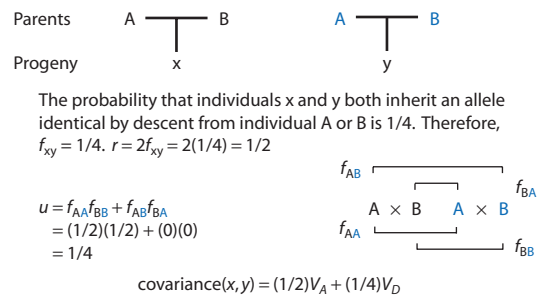 Parents A B A B
Progeny x y
The probability that individuals x and y both inherit an allele
identical by descent from individual A or B is 1/4. Therefore,
f_xy = 1/4. r = 2f_xy = 2(1/4) = 1/2
f_AB
f_BA
u = f_AA f_BB + f_AB f_BA
A × B A × B
= (1/2)(1/2) + (0)(0)
f_AA
= 1/4
f_BB
covariance(x, y) = (1/2)V_A + (1/4)V_D